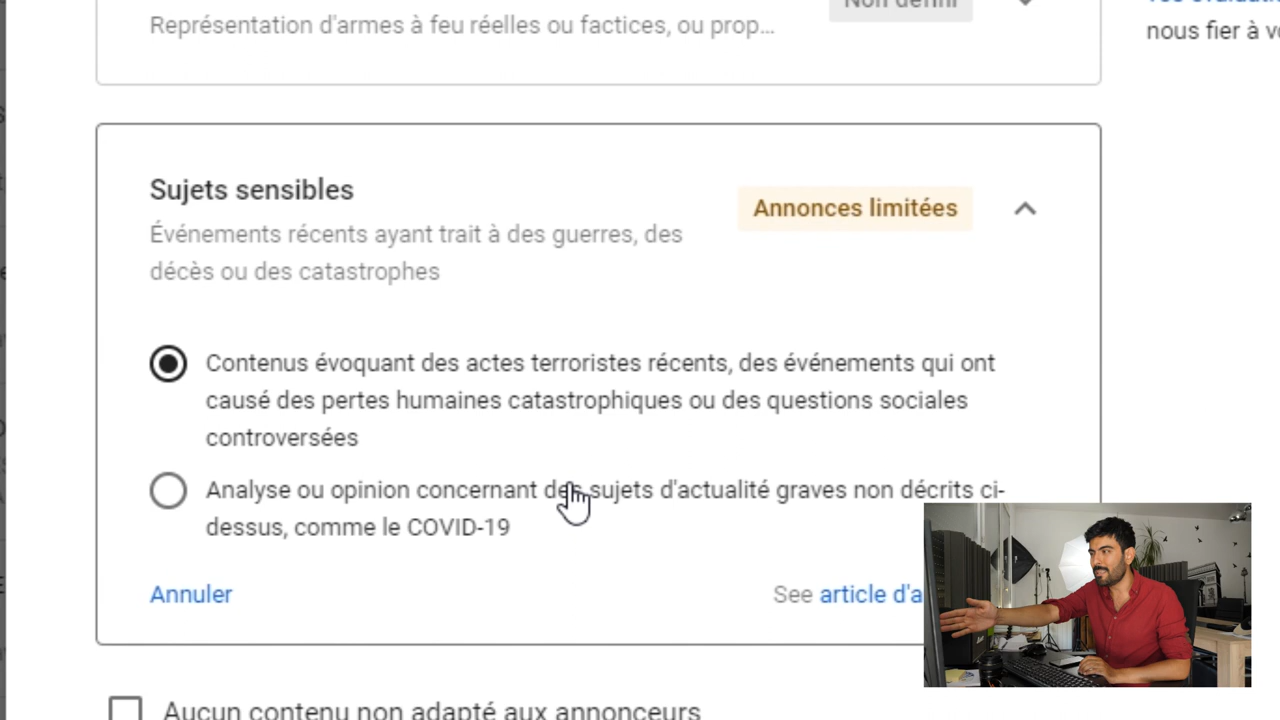 Non défini
Représentation d'armes à feu réelles ou factices, ou prop...
nous fier à
Sujets sensibles
Annonces limitées
Événements récents ayant trait à des guerres, des
décès ou des catastrophes
Contenus évoquant des actes terroristes récents, des événements qui ont
causé des pertes humaines catastrophiques ou des questions sociales
controversées
Analyse ou opinion concernant des sujets d'actualité graves non décrits ci-
dessus, comme le COVID-19
Annuler
See article d'a
Aucun contenu non adapté aux annonceurs